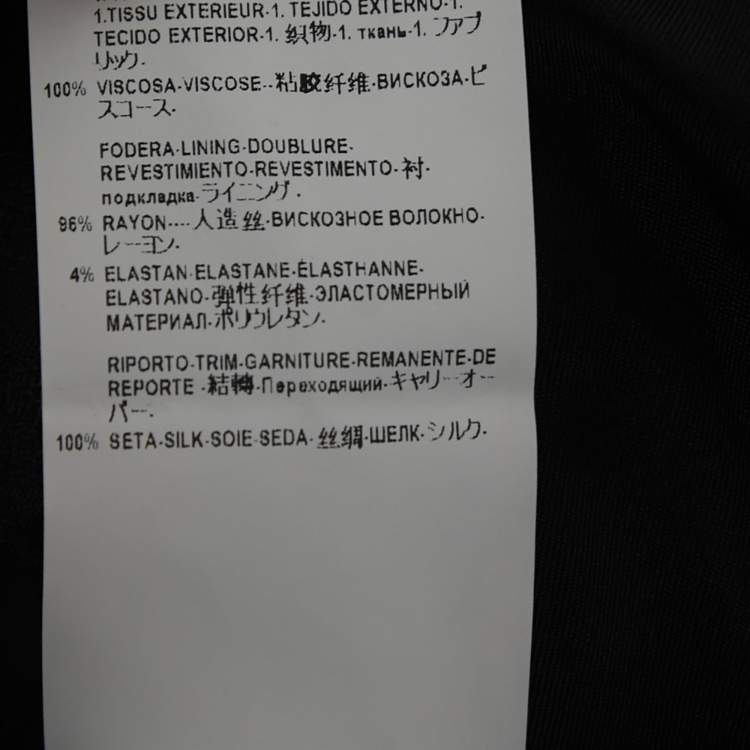 1.TISSU EXTERIEUR-1. TEJIDO EXTERNO-1.
TECIDO EXTERIOR-1. 织物-1. ткань-1. ファブ
リック.
100% VISCOSA-VISCOSE--粘胶纤维-ВИСКОЗА-ビ
スコース.
FODERA-LINING-DOUBLURE-
REVESTIMIENTO-REVESTIMENTO-衬-
подкладка-ライニング.
96% RAYON----人造丝-ВИСКОЗНОЕ ВОЛОКНО-
レーヨン.
4% ELASTAN-ELASTANE-ÉLASTHANNE-
ELASTANO-弹性纤维-ЭЛАСТОМЕРНЫЙ
МАТЕРИАЛ-ポリウレタン.
RIPORTO-TRIM-GARNITURE-REMANENTE-DE
REPORTE -結轉-Переходящий-キャリーオー
バー.
100% SETA-SILK-SOIE-SEDA-丝绸-ШЕЛК-シルク.